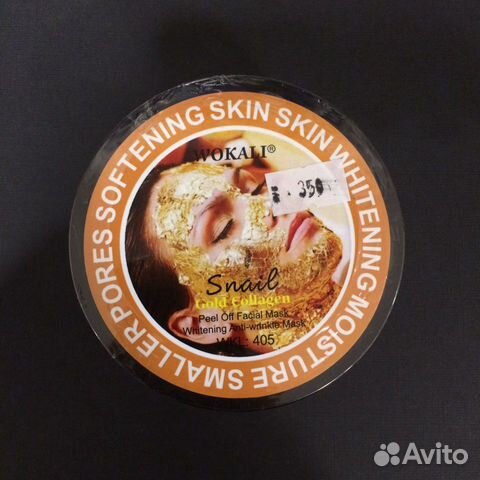 SOFTENING SKIN SKIN WHITENING MOISTURE SMALLER PORES
WOKALI®
350
Snail
Gold Collagen
Peel Off Facial Mask
Whitening Anti-wrinkle Mask
WKL: 405
Avito